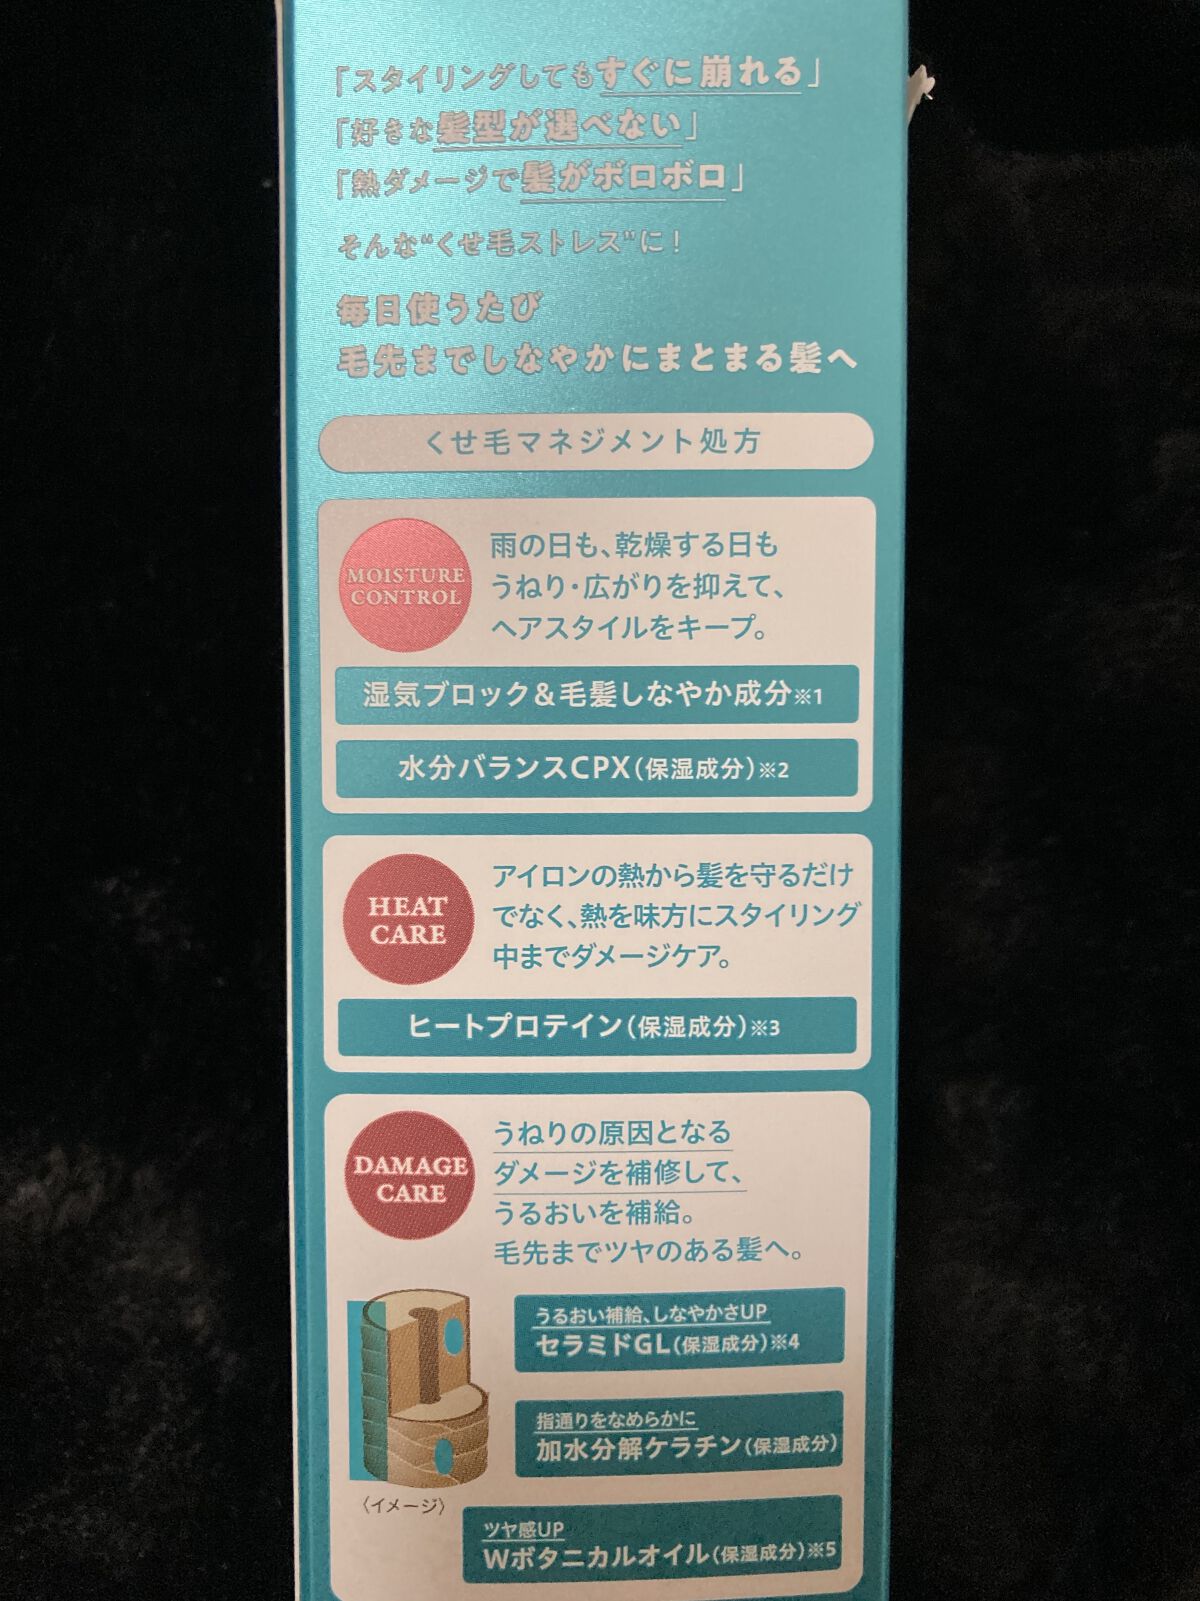 「スタイリングしてもすぐに崩れる」
「好きな髪型が選べない」
「熱ダメージで髪がボロボロ」
そんな“くせ毛ストレス”に！
毎日使うたび
毛先までしなやかにまとまる髪へ
くせ毛マネジメント処方
MOISTURE
CONTROL
雨の日も、乾燥する日も
うねり・広がりを抑えて、
ヘアスタイルをキープ。
湿気ブロック＆毛髪しなやか成分※1
水分バランスCPX（保湿成分）※2
HEAT
CARE
アイロンの熱から髪を守るだけ
でなく、熱を味方にスタイリング
中までダメージケア。
ヒートプロテイン（保湿成分）※3
DAMAGE
CARE
うねりの原因となる
ダメージを補修して、
うるおいを補給。
毛先までツヤのある髪へ。
うるおい補給、しなやかさUP
セラミドGL（保湿成分）※4
指通りをなめらかに
加水分解ケラチン（保湿成分）
〈イメージ〉
ツヤ感UP
Wボタニカルオイル（保湿成分）※5